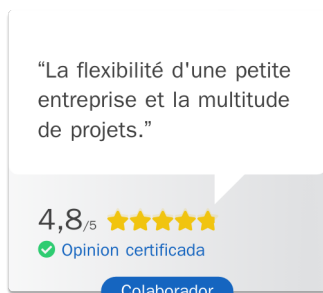 “La flexibilité d'une petite
entreprise et la multitude
de projets.”
4,8/5
Opinion certificada
Colaborador